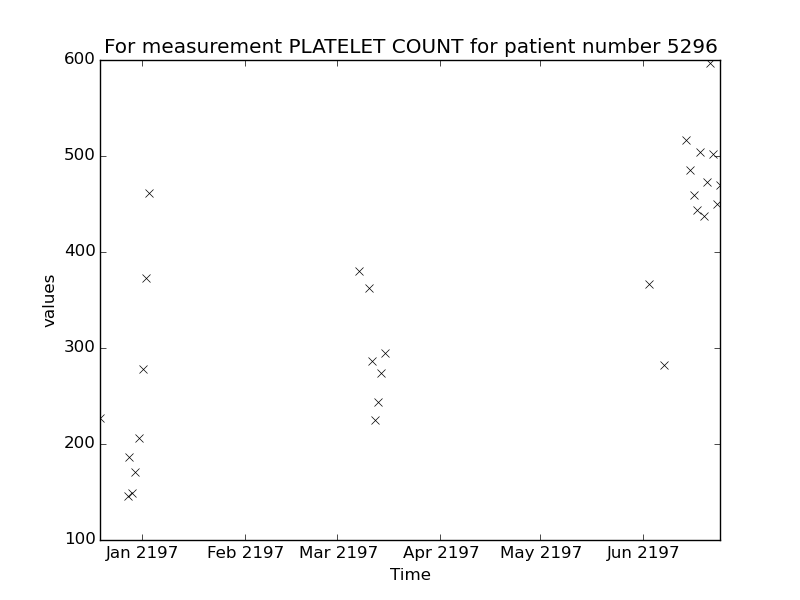 For measurement PLATELET COUNT for patient number 5296
600
500
400
300
200
100
values
Jan 2197 Feb 2197 Mar 2197 Apr 2197 May 2197 Jun 2197
Time